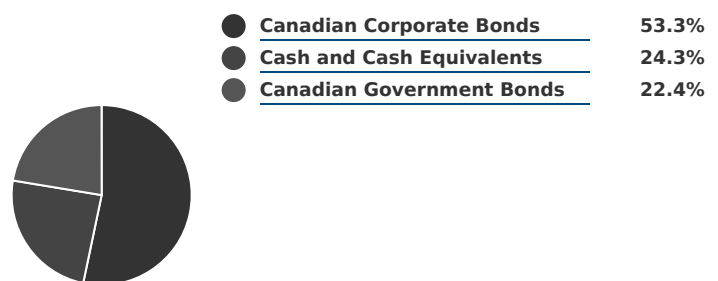 Canadian Corporate Bonds 53.3%
Cash and Cash Equivalents 24.3%
Canadian Government Bonds 22.4%